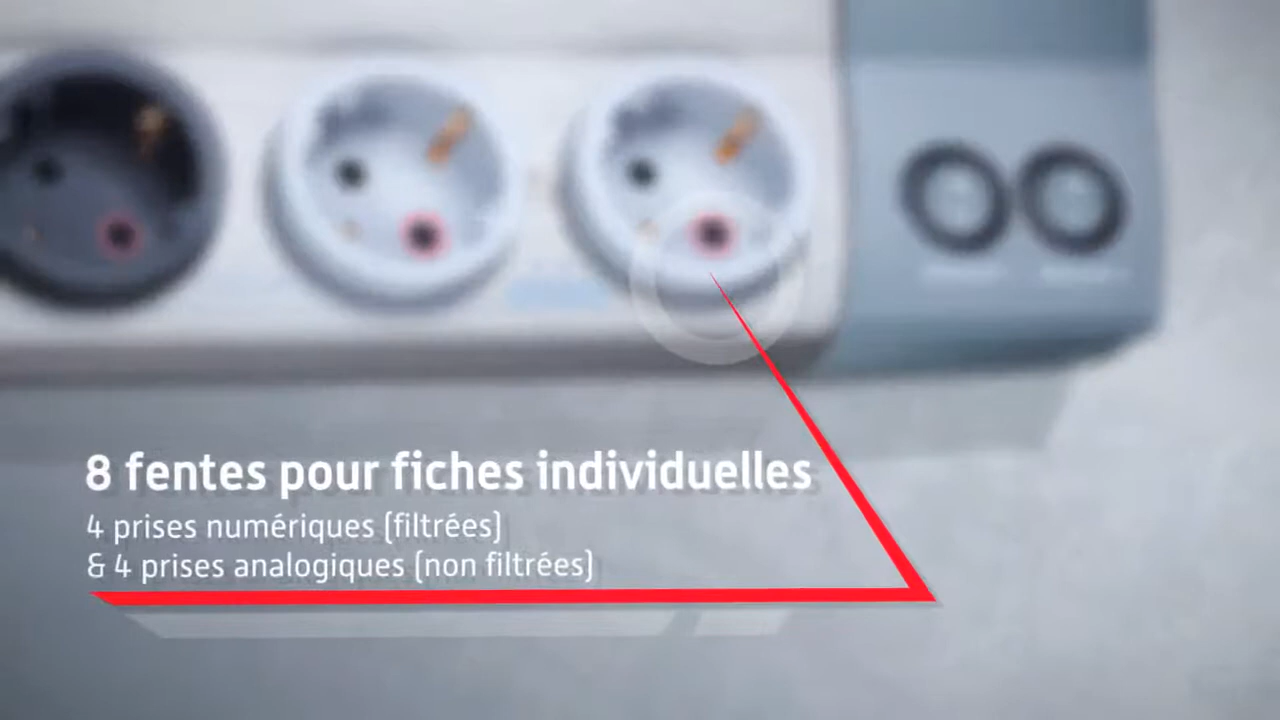 8 fentes pour fiches individuelles
4 prises numériques (filtrées)
& 4 prises analogiques (non filtrées)